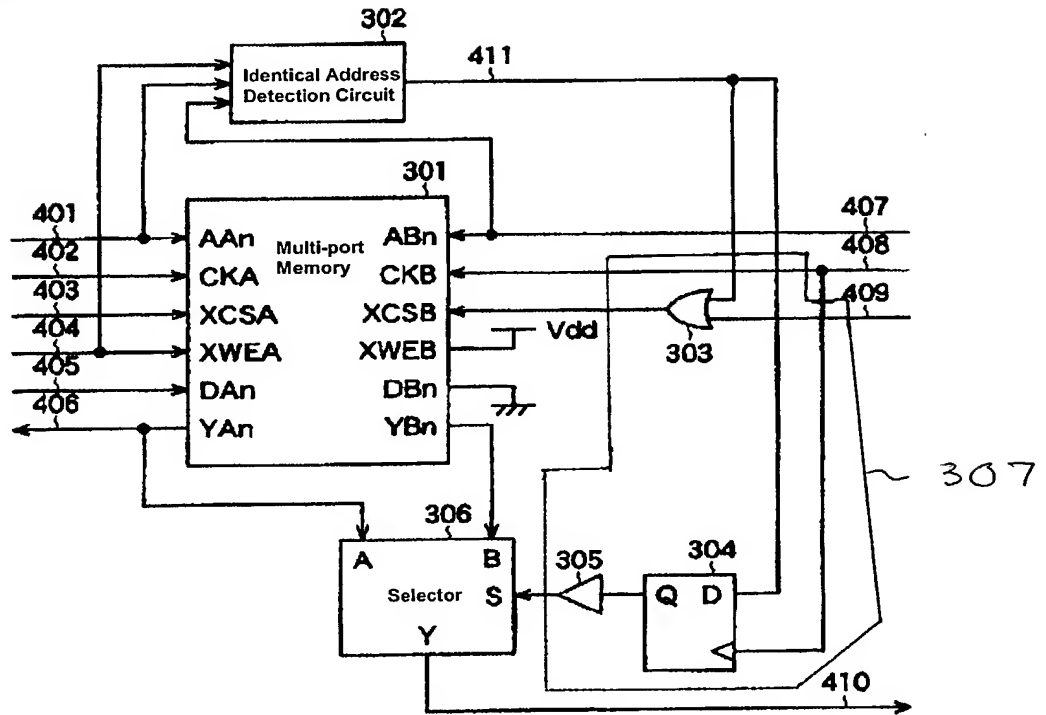 302
Identical Address
Detection Circuit
411
301
401
402
403
404
405
406
AAn
CKA
XCSA
XWEA
DAn
YAn
Multi-port
Memory
ABn
CKB
XCSB
XWEB
DBn
YBn
407
408
409
303
Vdd
307
306
A
B
Selector
S
Y
305
304
Q
D
410